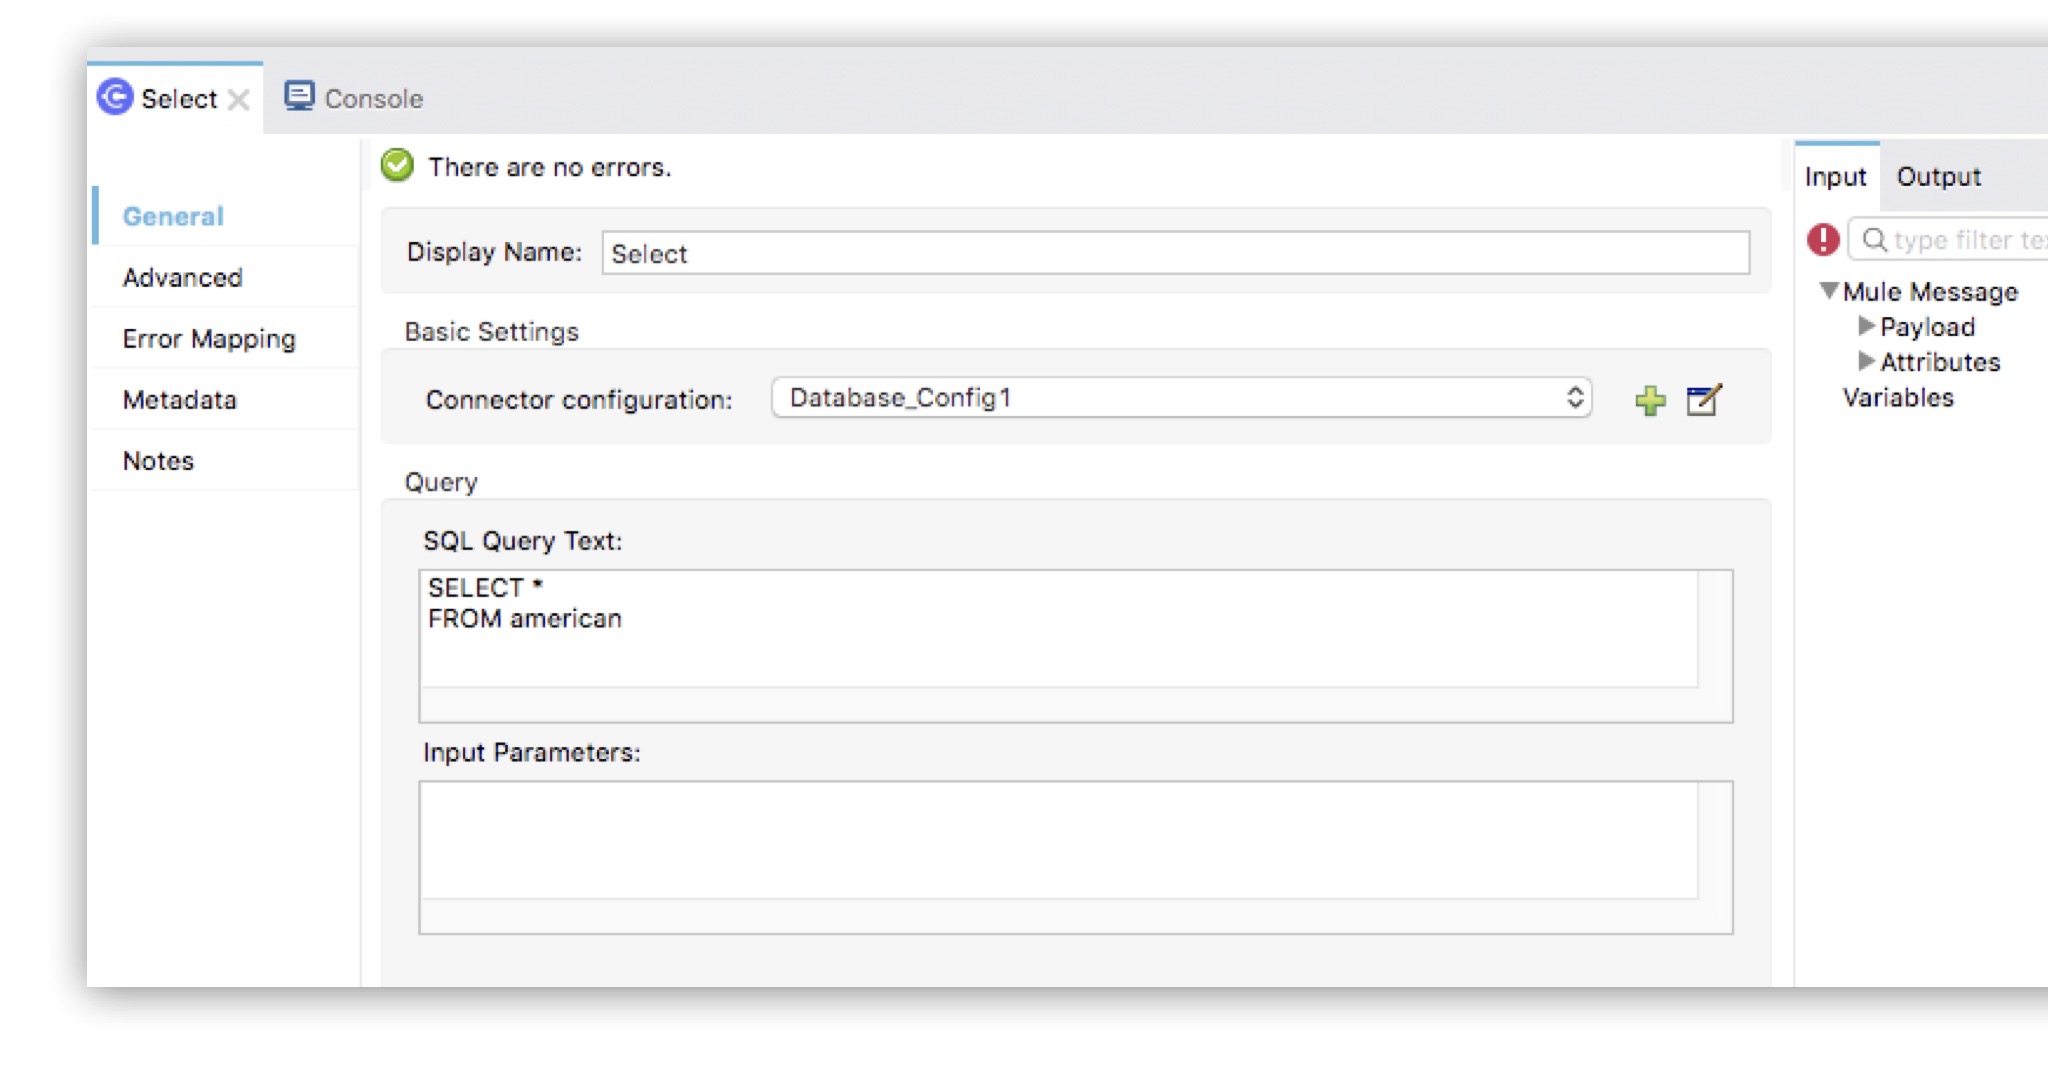 Select
Console
General
Advanced
Error Mapping
Metadata
Notes
There are no errors.
Display Name: Select
Basic Settings
Connector configuration: Database_Config1
Query
SQL Query Text:
SELECT *
FROM american
Input Parameters:
Input Output
type filter te
Mule Message
Payload
Attributes
Variables